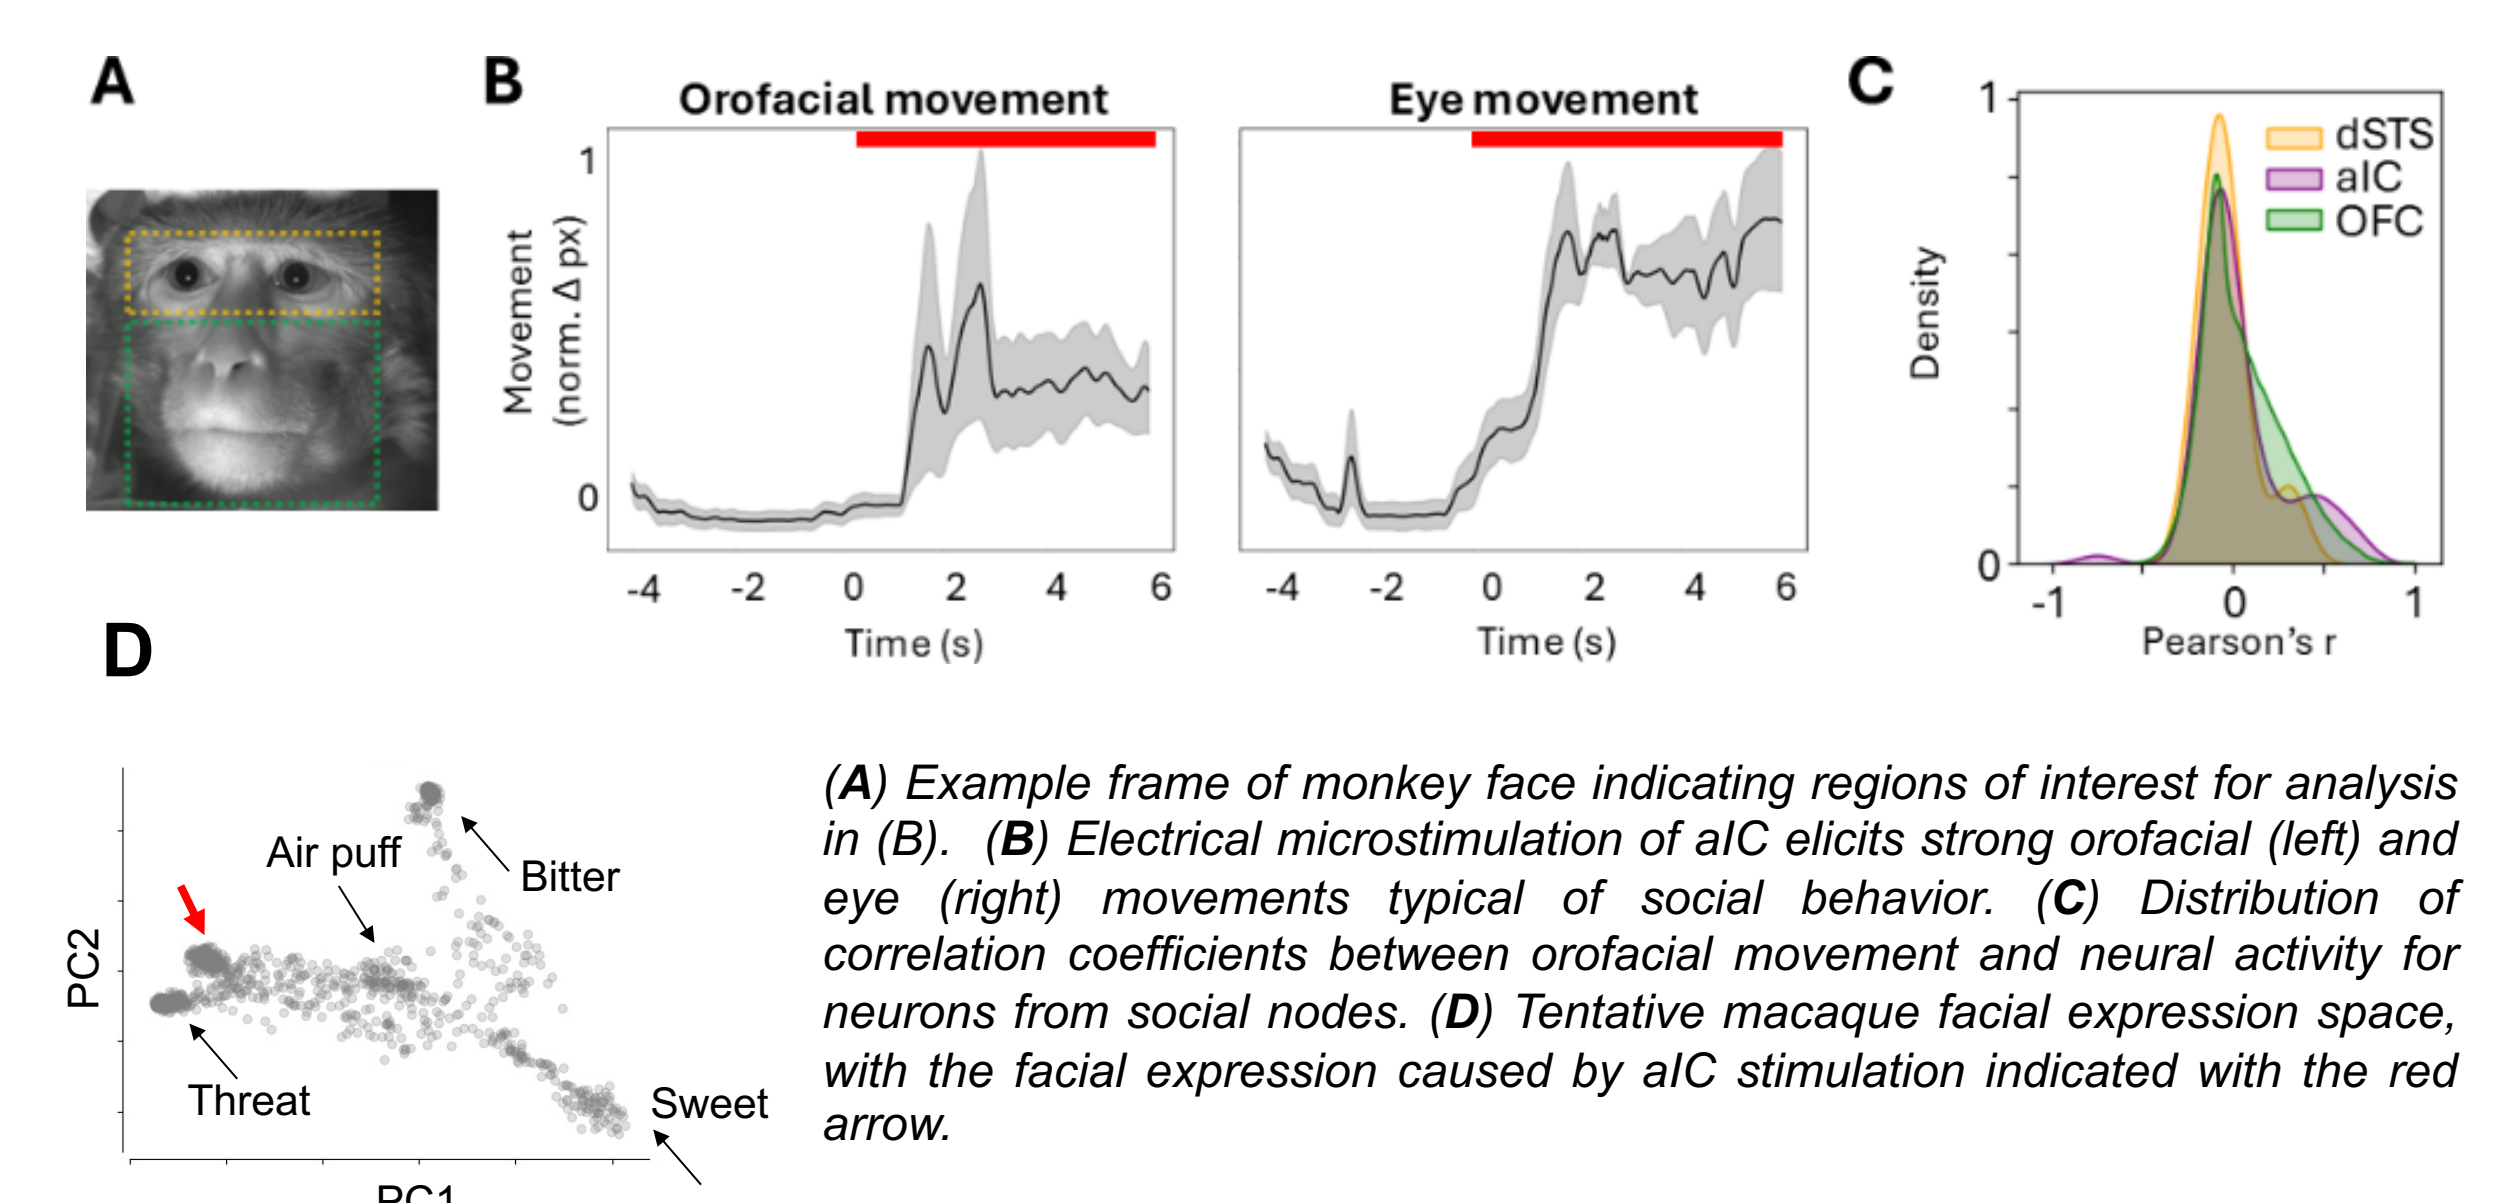 A
B
C
Orofacial movement
Eye movement
Movement
(norm. Δ px)
1
0
-4 -2 0 2 4 6
Time (s)
-4 -2 0 2 4 6
Time (s)
Density
1
0
dSTS
aIC
OFC
-1 0 1
Pearson's r
D
PC2
Air puff
Bitter
Threat
Sweet
PC1
(A) Example frame of monkey face indicating regions of interest for analysis
in (B). (B) Electrical microstimulation of aIC elicits strong orofacial (left) and
eye (right) movements typical of social behavior. (C) Distribution of
correlation coefficients between orofacial movement and neural activity for
neurons from social nodes. (D) Tentative macaque facial expression space,
with the facial expression caused by aIC stimulation indicated with the red
arrow.